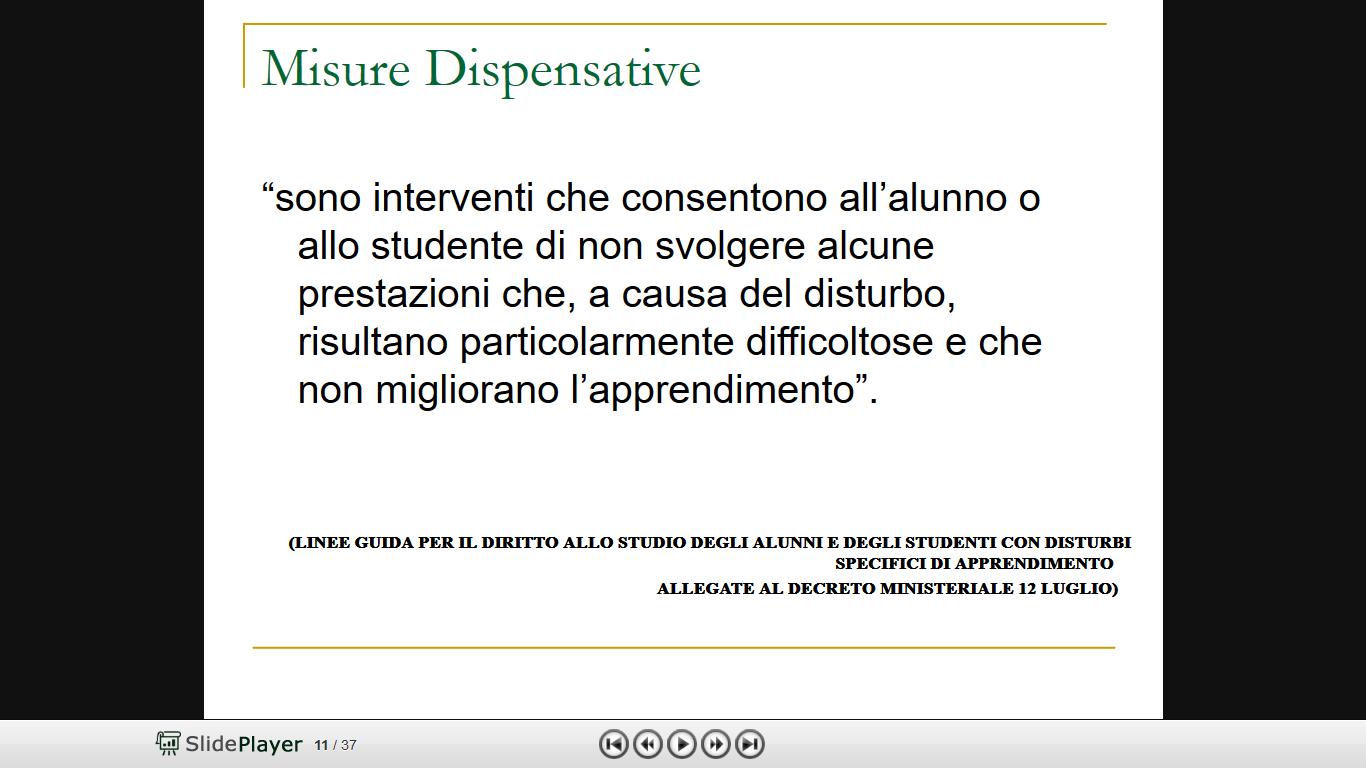 Misure Dispensative
“sono interventi che consentono all’alunno o
allo studente di non svolgere alcune
prestazioni che, a causa del disturbo,
risultano particolarmente difficoltose e che
non migliorano l’apprendimento”.
(LINEE GUIDA PER IL DIRITTO ALLO STUDIO DEGLI ALUNNI E DEGLI STUDENTI CON DISTURBI
SPECIFICI DI APPRENDIMENTO
ALLEGATE AL DECRETO MINISTERIALE 12 LUGLIO)
SlidePlayer 11 / 37